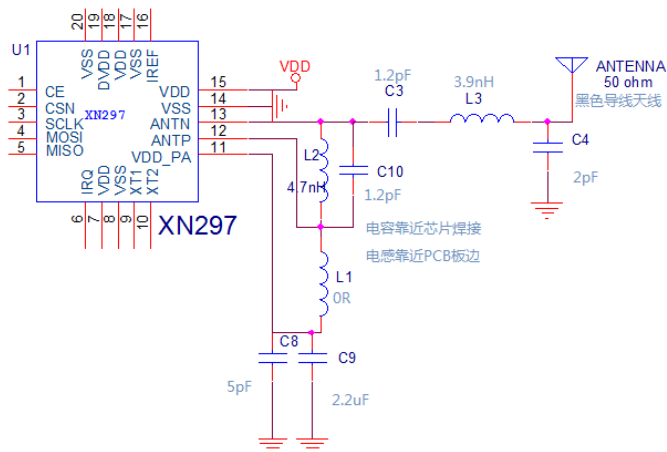 20
19
18
17
16
U1
VSS
DVDD
VDD
VSS
IREF
VDD
1
CE
VDD
15
2
CSN
VSS
14
3
SCLK
XN297
ANTN
13
4
MOSI
ANTP
12
5
MISO
VDD_PA
11
IRQ
VDD
VSS
XT1
XT2
6
7
8
9
10
XN297
1.2pF
C3
3.9nH
L3
ANTENNA
50 ohm
黑色导线天线
C4
2pF
L2
4.7nH
C10
1.2pF
电容靠近芯片焊接
电感靠近PCB板边
L1
0R
C8
C9
5pF
2.2uF